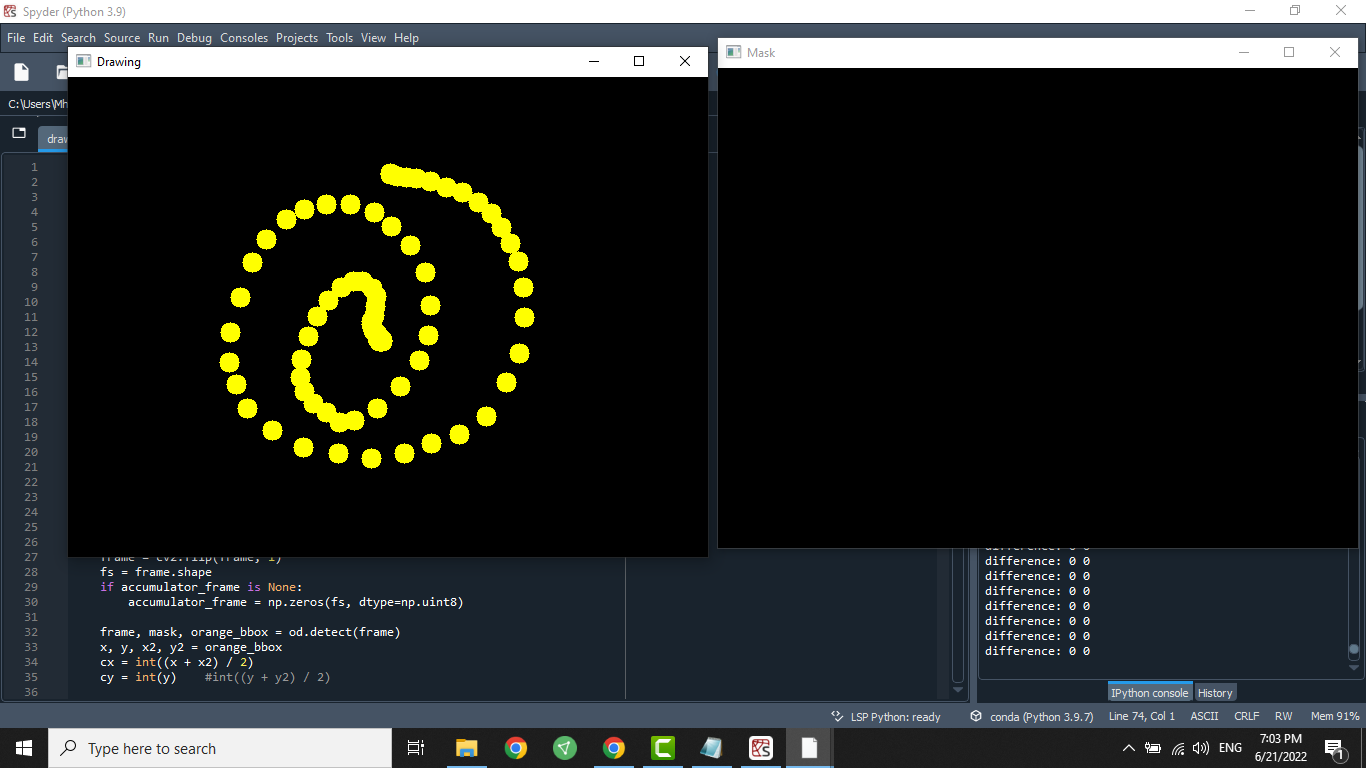 Spyder (Python 3.9)
File Edit Search Source Run Debug Consoles Projects Tools View Help
Drawing
Mask
C:\Users\Mh
draw
1
2
3
4
5
6
7
8
9
10
11
12
13
14
15
16
17
18
19
20
21
22
23
24
25
26
27 frame = cv2.flip(frame, 1)
28 fs = frame.shape
29 if accumulator_frame is None:
30 accumulator_frame = np.zeros(fs, dtype=np.uint8)
31
32 frame, mask, orange_bbox = od.detect(frame)
33 x, y, x2, y2 = orange_bbox
34 cx = int((x + x2) / 2)
35 cy = int(y) #int((y + y2) / 2)
36
difference: 0 0
difference: 0 0
difference: 0 0
difference: 0 0
difference: 0 0
difference: 0 0
difference: 0 0
difference: 0 0
IPython console History
LSP Python: ready conda (Python 3.9.7) Line 74, Col 1 ASCII CRLF RW Mem 91%
Type here to search
ENG
7:03 PM
6/21/2022
1